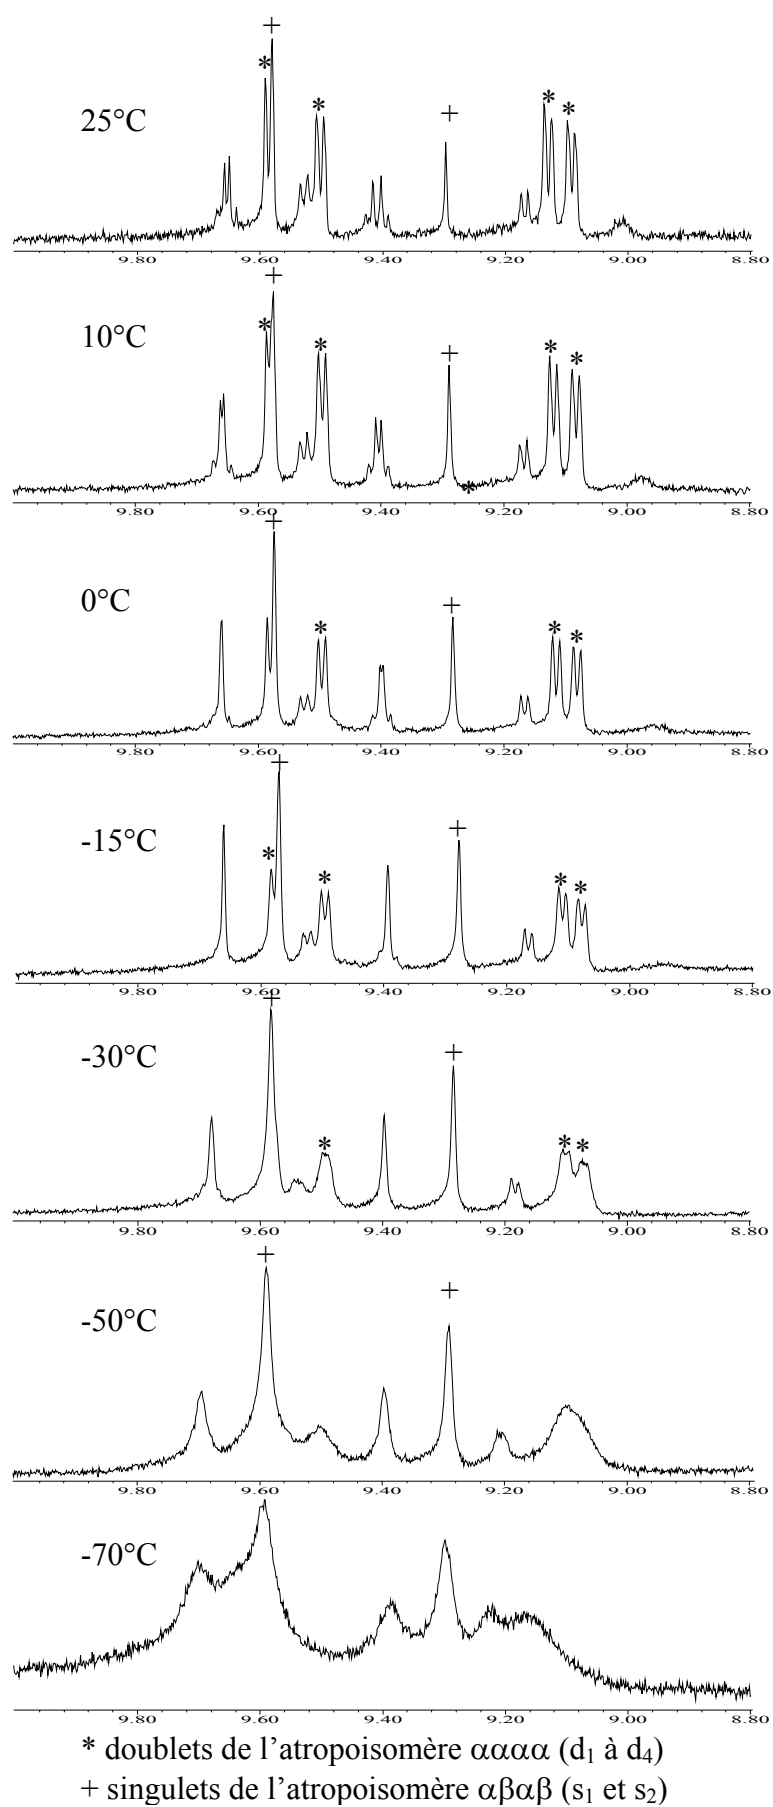 +
*
25°C
*
+
*
*
9.80 9.60 9.40 9.20 9.00 8.80
+
10°C
*
*
+
*
*
*
9.80 9.60 9.40 9.20 9.00 8.80
+
0°C
*
+
*
*
9.80 9.60 9.40 9.20 9.00 8.80
+
-15°C
*
*
+
*
*
9.80 9.60 9.40 9.20 9.00 8.80
+
-30°C
*
+
*
*
9.80 9.60 9.40 9.20 9.00 8.80
+
-50°C
+
9.80 9.60 9.40 9.20 9.00 8.80
-70°C
9.80 9.60 9.40 9.20 9.00 8.80
* doublets de l’atropoisomère αααα (d₁ à d₄)
+ singulets de l’atropoisomère αβαβ (s₁ et s₂)